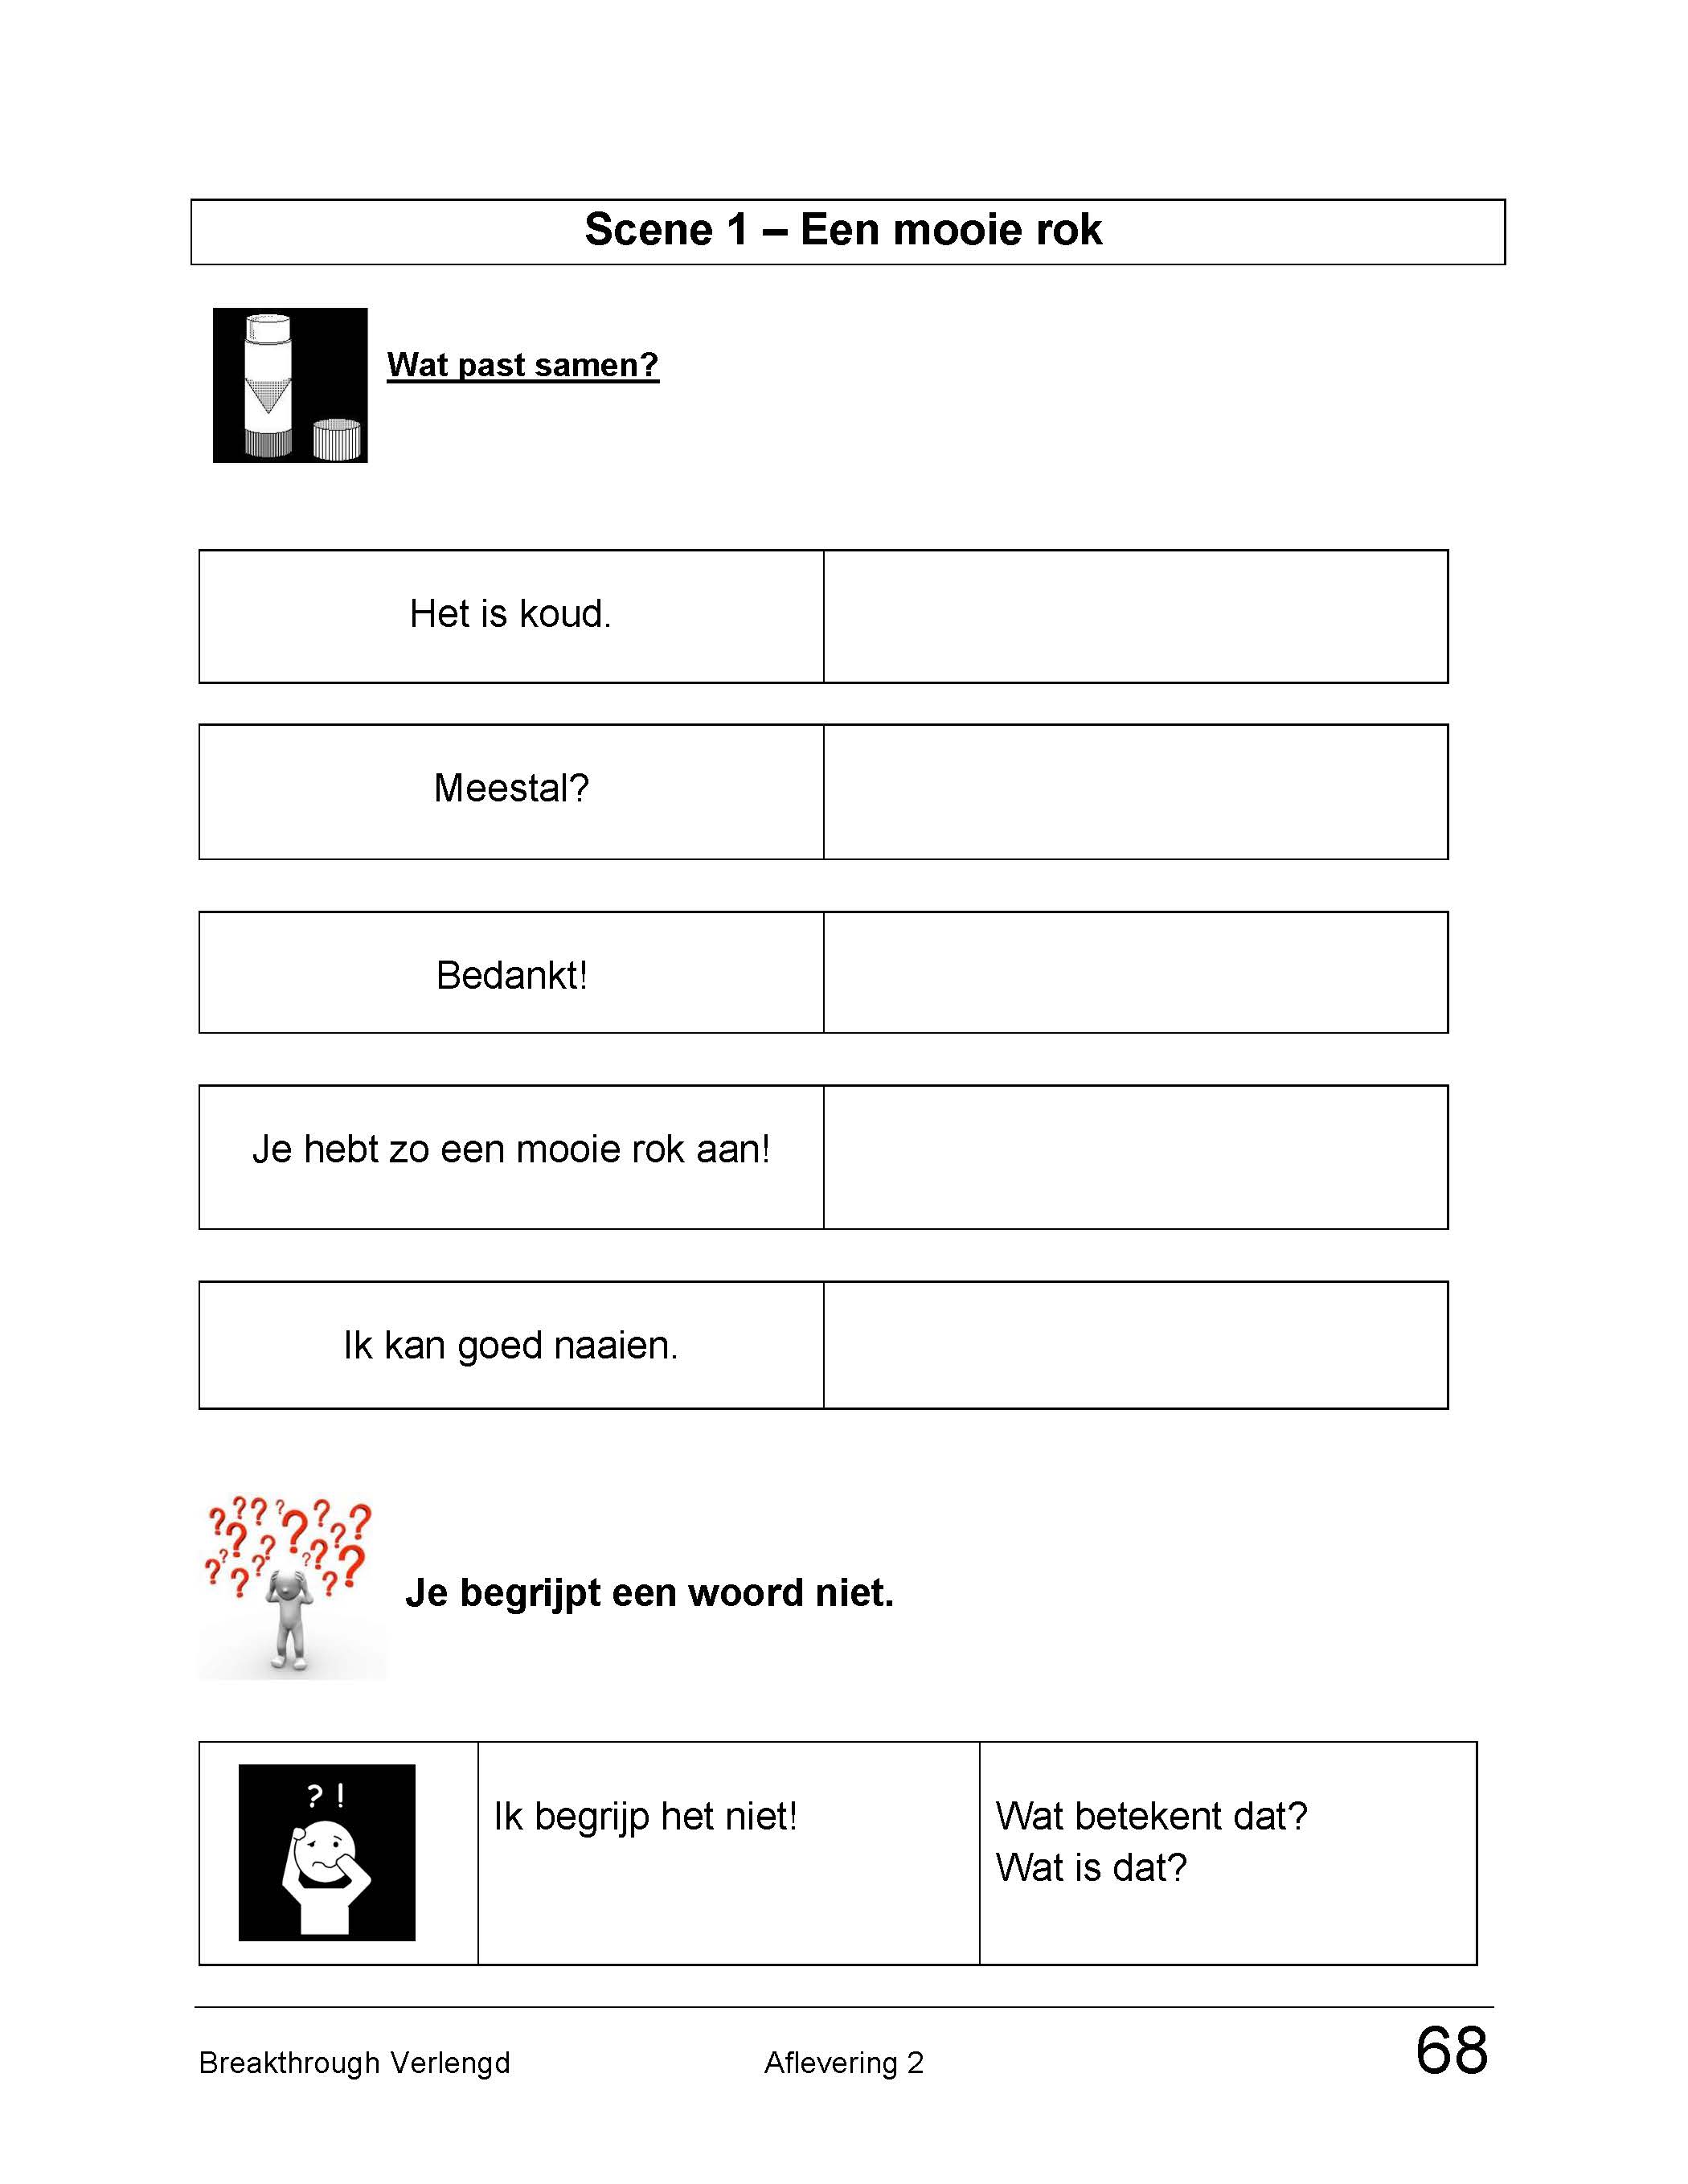 Scene 1 – Een mooie rok
Wat past samen?
Het is koud.
Meestal?
Bedankt!
Je hebt zo een mooie rok aan!
Ik kan goed naaien.
Je begrijpt een woord niet.
? !
Ik begrijp het niet!
Wat betekent dat?
Wat is dat?
Breakthrough Verlengd
Aflevering 2
68